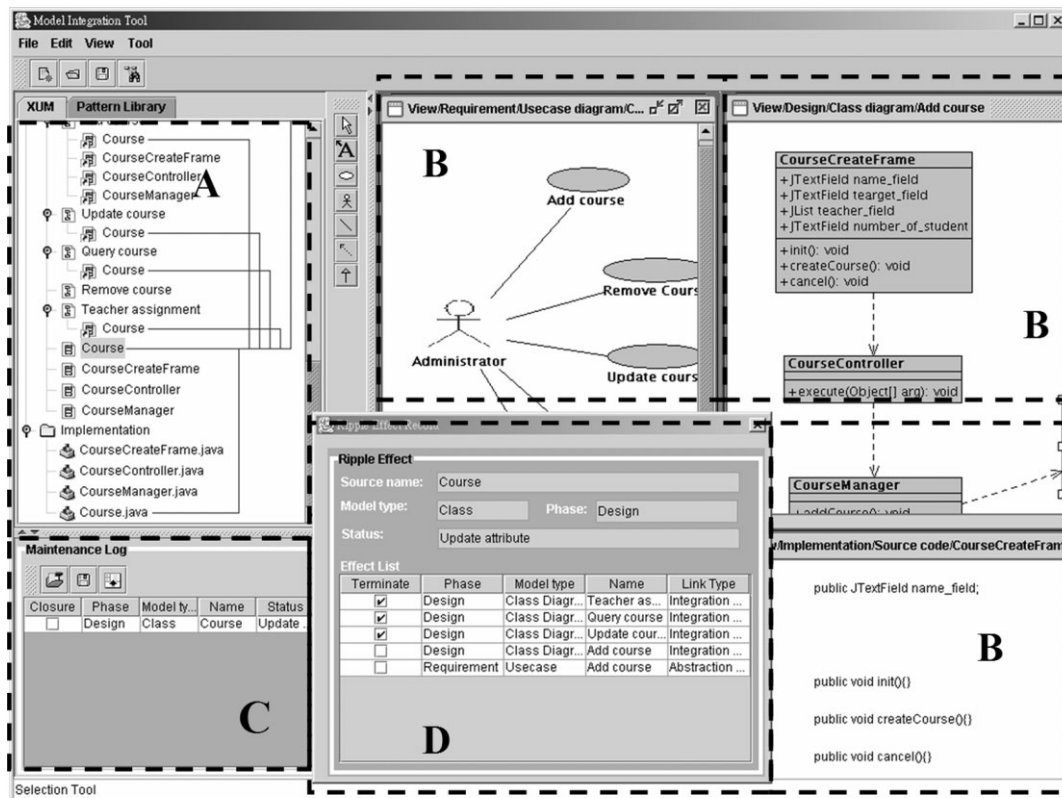 Model Integration Tool
File Edit View Tool
XUM Pattern Library
Course
CourseCreateFrame
CourseController
CourseManager
Update course
Course
Query course
Course
Remove course
Teacher assignment
Course
Course
CourseCreateFrame
CourseController
CourseManager
Implementation
CourseCreateFrame.java
CourseController.java
CourseManager.java
Course.java
A
A
View/Requirement/Usecase diagram/C...
B
Add course
Remove Cours
Administrator
Update cours
View/Design/Class diagram/Add course
CourseCreateFrame
+JTextField name_field
+JTextField tearget_field
+JList teacher_field
+JTextField number_of_student
+init(): void
+createCourse(): void
+cancel(): void
B
CourseController
+execute(Object[] arg): void
CourseManager
+addCourse(): void
Maintenance Log
Closure Phase Model ty... Name Status
Design Class Course Update ..
C
Ripple Effect Record
Ripple Effect
Source name: Course
Model type: Class Phase: Design
Status: Update attribute
Effect List
Terminate Phase Model type Name Link Type
Design Class Diagr... Teacher as... Integration ...
Design Class Diagr... Query course Integration ...
Design Class Diagr... Update cour... Integration ...
Design Class Diagr... Add course Integration ...
Requirement Usecase Add course Abstraction ...
D
w/Implementation/Source code/CourseCreateFram
public JTextField name_field;
B
public void init(){}
public void createCourse(){}
public void cancel(){}
Selection Tool